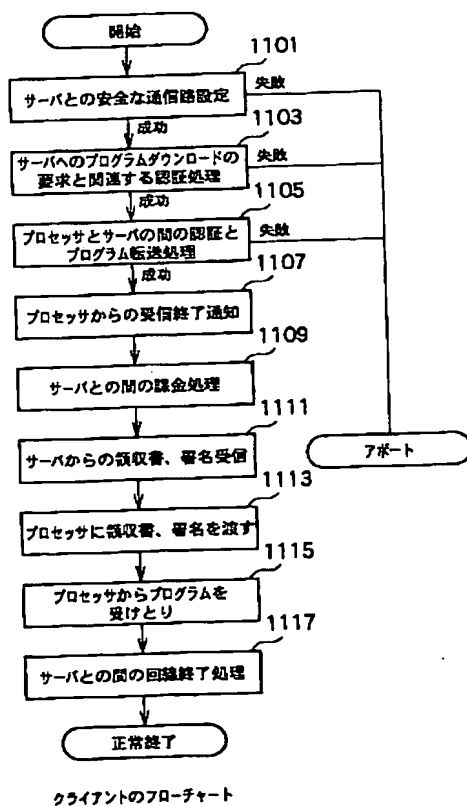 開始
1101
サーバとの安全な通信路設定
失敗
成功
1103
サーバへのプログラムダウンロードの
要求と関連する認証処理
失敗
成功
1105
プロセッサとサーバの間の認証と
プログラム転送処理
失敗
成功
1107
プロセッサからの受信終了通知
1109
サーバとの間の課金処理
1111
サーバからの領収書、署名受信
アボート
1113
プロセッサに領収書、署名を渡す
1115
プロセッサからプログラムを
受けとり
1117
サーバとの間の回線終了処理
正常終了
クライアントのフローチャート